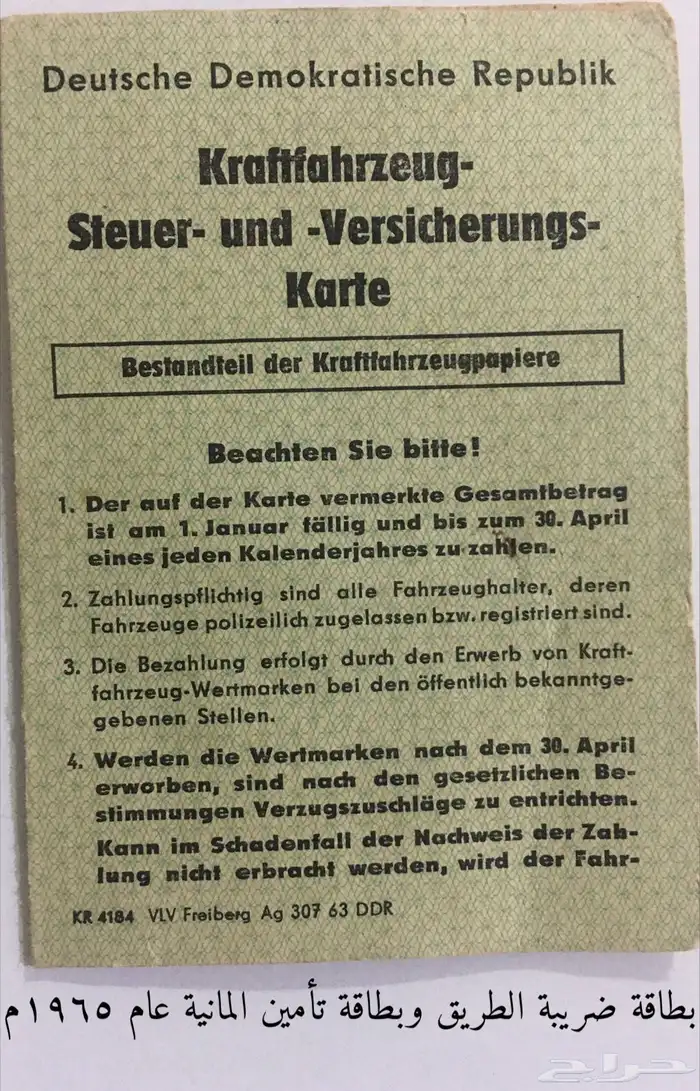 Deutsche Demokratische Republik
Kraftfahrzeug-
Steuer- und -Versicherungs-
Karte
Bestandteil der Kraftfahrzeugpapiere
Beachten Sie bitte!
1. Der auf der Karte vermerkte Gesamtbetrag
ist am 1. Januar fällig und bis zum 30. April
eines jeden Kalenderjahres zu zahlen.
2. Zahlungspflichtig sind alle Fahrzeughalter, deren
Fahrzeuge polizeilich zugelassen bzw. registriert sind.
3. Die Bezahlung erfolgt durch den Erwerb von Kraft-
fahrzeug-Wertmarken bei den öffentlich bekanntge-
gebenen Stellen.
4. Werden die Wertmarken nach dem 30. April
erworben, sind nach den gesetzlichen Be-
stimmungen Verzugszuschläge zu entrichten.
Kann im Schadenfall der Nachweis der Zah-
lung nicht erbracht werden, wird der Fahr-
KR 4184 VLV Freiberg Ag 307 63 DDR
بطاقة ضريبة الطريق وبطاقة تأمين المانية عام ١٩٦٥م
حراج